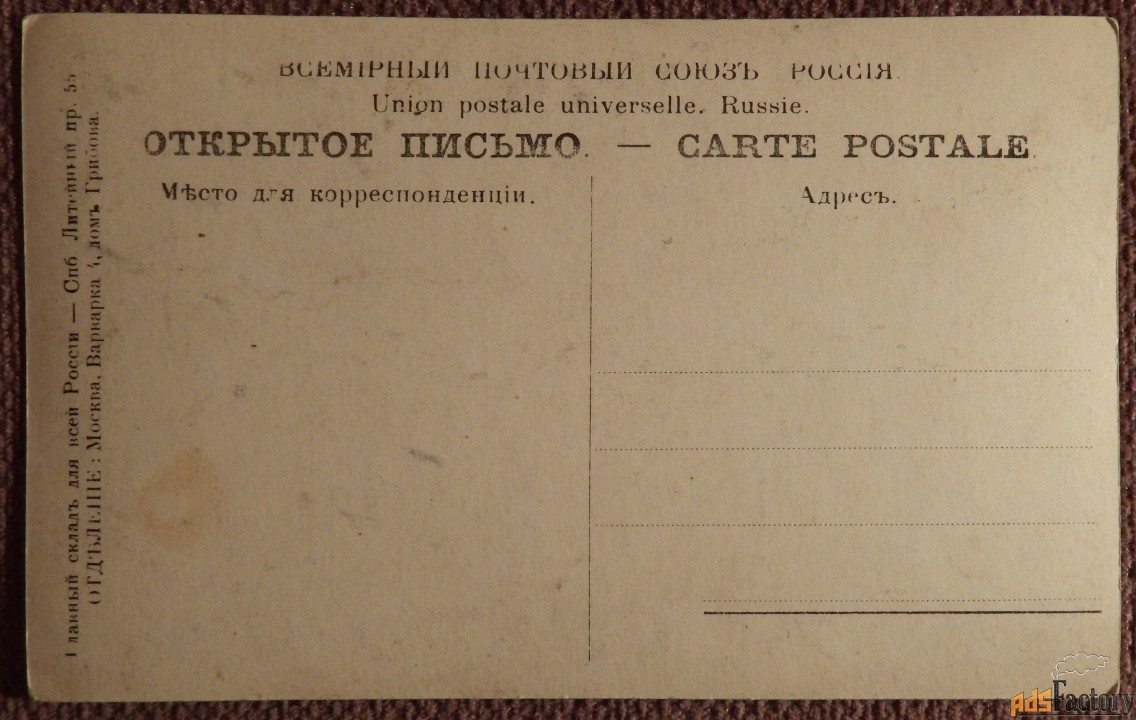 ВСЕМІРНЫЙ ПОЧТОВЫЙ СОЮЗЪ РОССІЯ.
Union postale universelle. Russie.
ОТКРЫТОЕ ПИСЬМО. — CARTE POSTALE.
Мѣсто для корреспонденціи.
Адресъ.
Главный складъ для всей Россіи — Спб Литейный пр. 55
ОТДѢЛЕНІЕ: Москва, Варварка, домъ Грибова.
AdsFactory